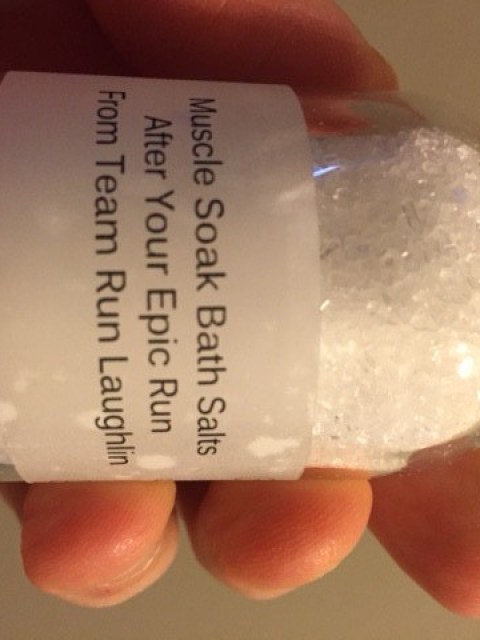 Muscle Soak Bath Salts
After Your Epic Run
From Team Run Laughlin